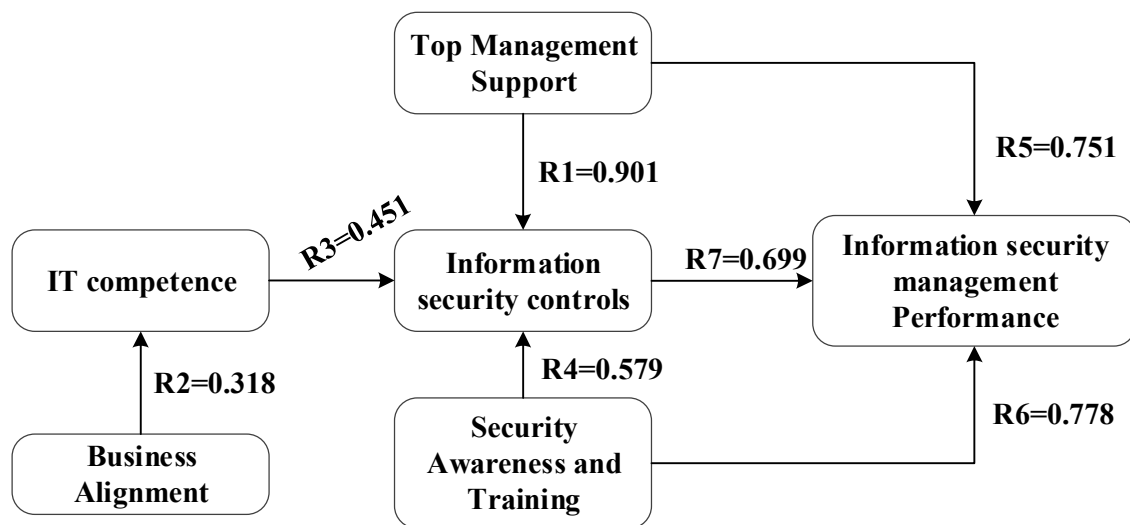 Top Management
Support
R5=0.751
R1=0.901
R3=0.451
IT competence
Information
security controls
R7=0.699
Information security
management
Performance
R2=0.318
R4=0.579
R6=0.778
Business
Alignment
Security
Awareness and
Training